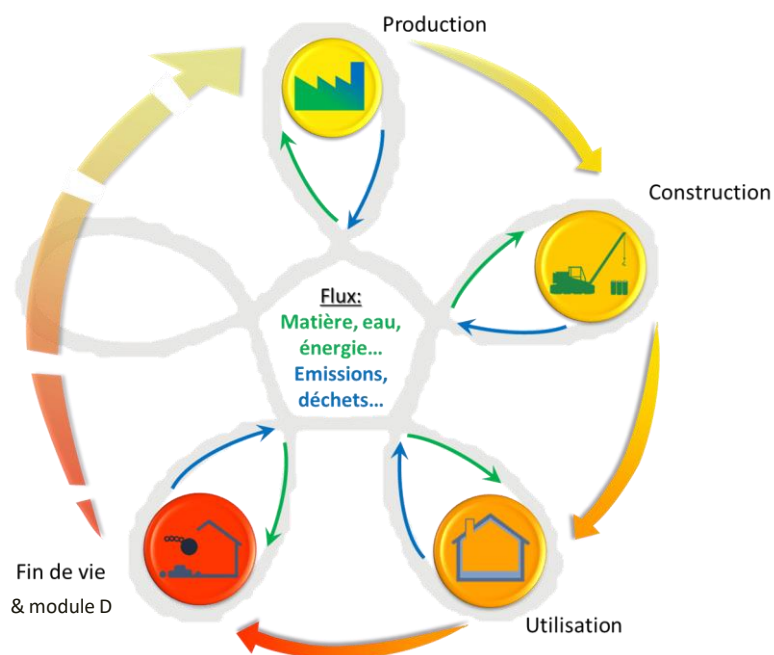 Production
Construction
Flux:
Matière, eau,
énergie...
Emissions,
déchets...
Fin de vie
& module D
Utilisation